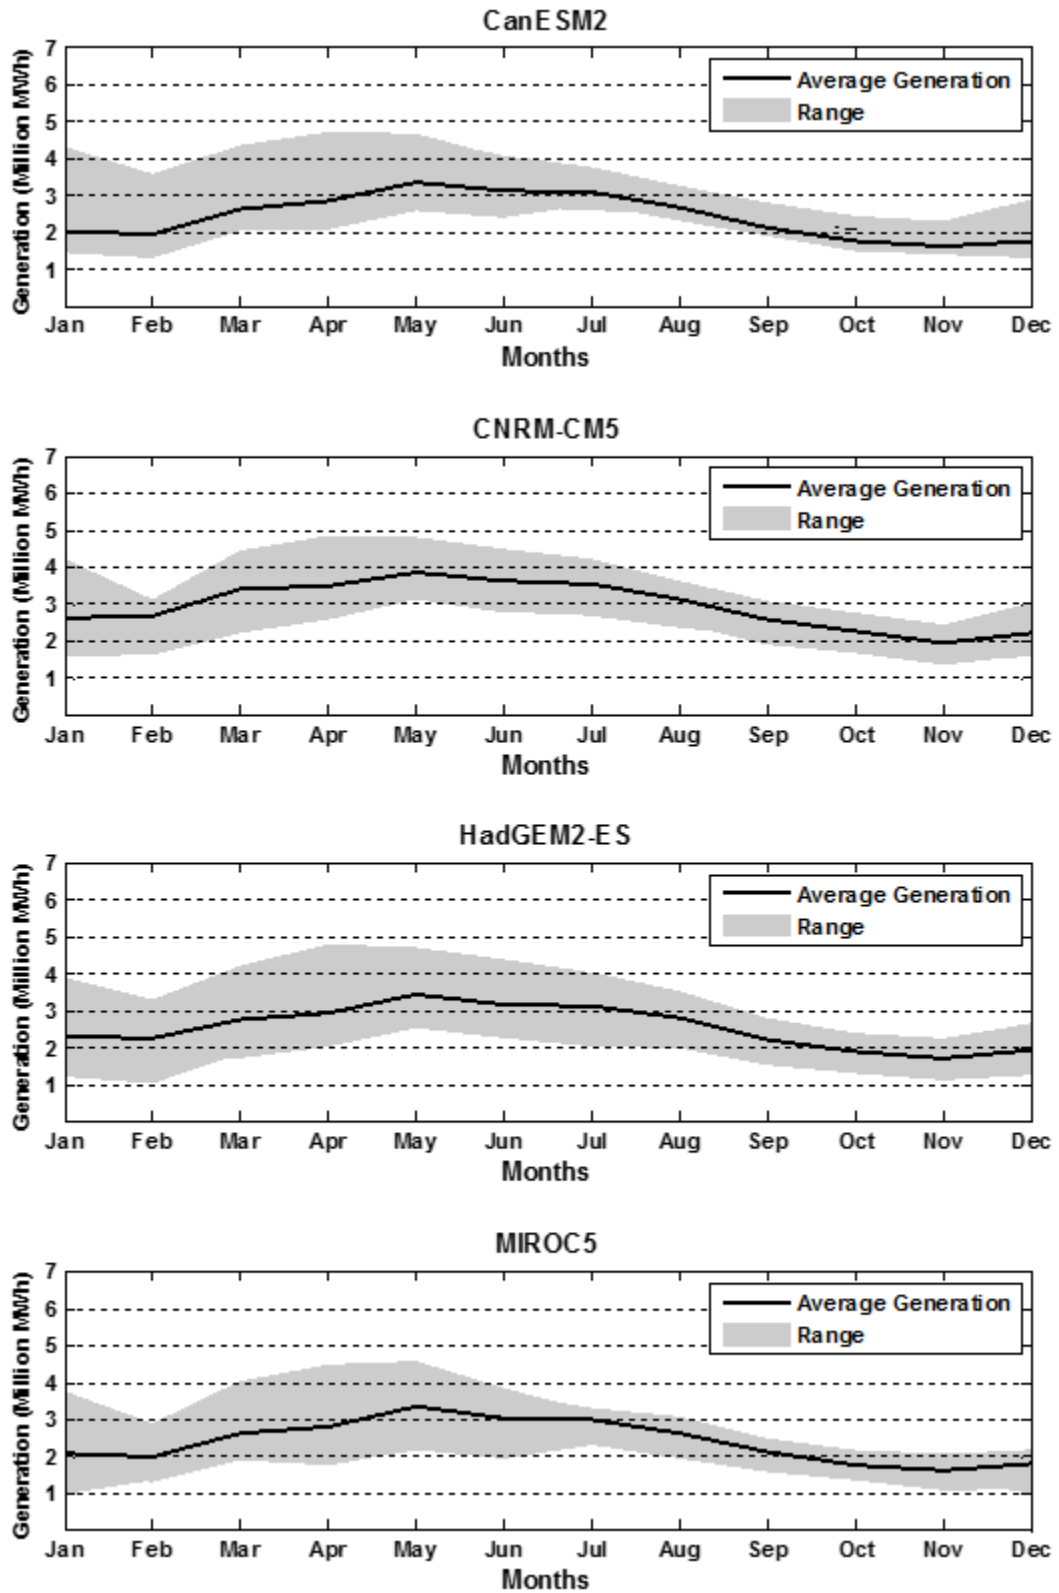 CanESM2
Generation (Million MWh)
7
6
5
4
3
2
1
Average Generation
Range
Jan Feb Mar Apr May Jun Jul Aug Sep Oct Nov Dec
Months
CNRM-CM5
Generation (Million MWh)
7
6
5
4
3
2
1
Average Generation
Range
Jan Feb Mar Apr May Jun Jul Aug Sep Oct Nov Dec
Months
HadGEM2-ES
Generation (Million MWh)
7
6
5
4
3
2
1
Average Generation
Range
Jan Feb Mar Apr May Jun Jul Aug Sep Oct Nov Dec
Months
MIROC5
Generation (Million MWh)
7
6
5
4
3
2
1
Average Generation
Range
Jan Feb Mar Apr May Jun Jul Aug Sep Oct Nov Dec
Months